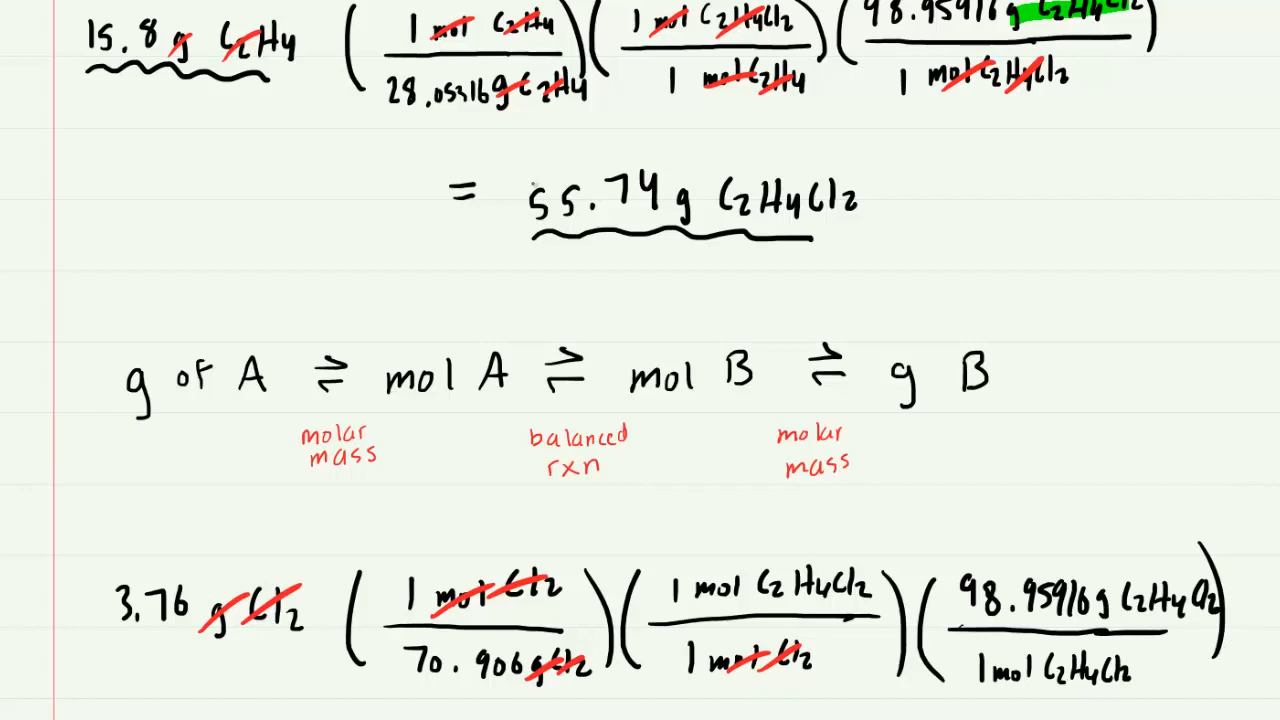 15.8 g C2H4 (1 mol C2H4 / 28.05316 g C2H4) (1 mol C2H4Cl2 / 1 mol C2H4) (98.95916 g C2H4Cl2 / 1 mol C2H4Cl2)
= 55.74 g C2H4Cl2
g of A ⇌ mol A ⇌ mol B ⇌ g B
molar mass balanced rxn molar mass
3.76 g Cl2 (1 mol Cl2 / 70.906 g Cl2) (1 mol C2H4Cl2 / 1 mol Cl2) (98.95916 g C2H4Cl2 / 1 mol C2H4Cl2)